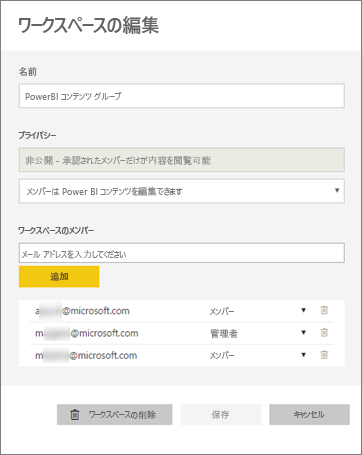 ワークスペースの編集
名前
PowerBI コンテンツ グループ
プライバシー
非公開 - 承認されたメンバーだけが内容を閲覧可能
メンバーは Power BI コンテンツを編集できます
ワークスペースのメンバー
メール アドレスを入力してください
追加
a @microsoft.com メンバー
m @microsoft.com 管理者
m @microsoft.com メンバー
ワークスペースの削除 保存 キャンセル